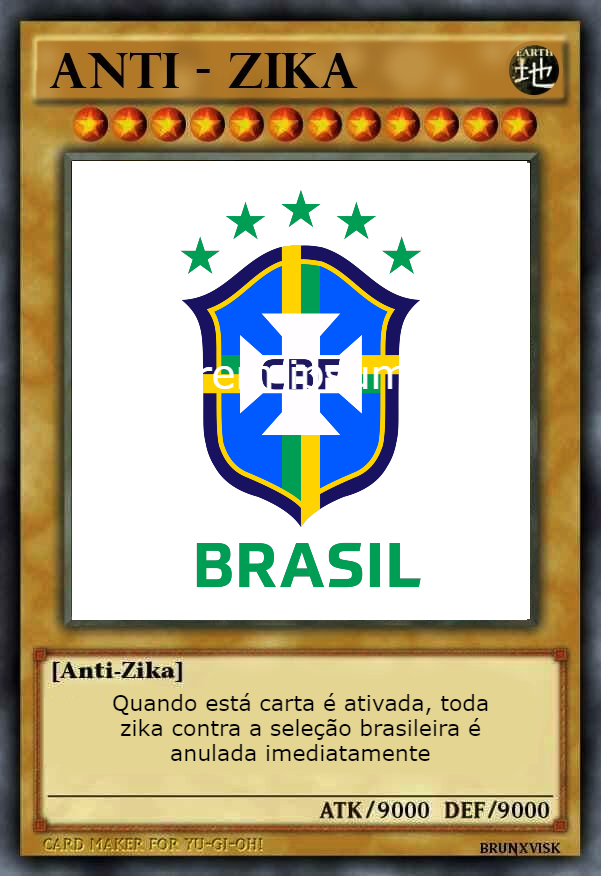 ANTI - ZIKA
EARTH
地
CBF
BRASIL
[Anti-Zika]
Quando está carta é ativada, toda
zika contra a seleção brasileira é
anulada imediatamente
ATK/9000 DEF/9000
CARD MAKER FOR YU-GI-OH!
BRUNXVISK